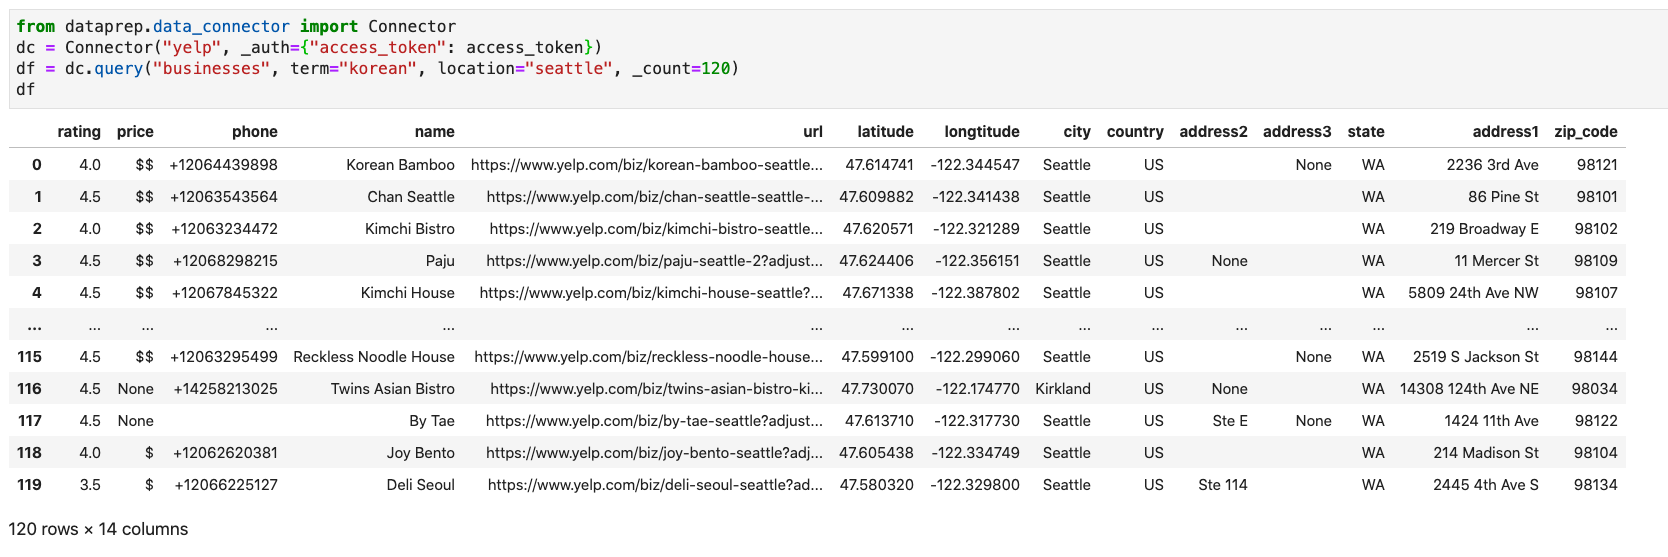 from dataprep.data_connector import Connector
dc = Connector("yelp", _auth={"access_token": access_token})
df = dc.query("businesses", term="korean", location="seattle", _count=120)
df
rating price phone name url latitude longtitude city country address2 address3 state address1 zip_code
0 4.0 $$ +12064439898 Korean Bamboo https://www.yelp.com/biz/korean-bamboo-seattle... 47.614741 -122.344547 Seattle US None WA 2236 3rd Ave 98121
1 4.5 $$ +12063543564 Chan Seattle https://www.yelp.com/biz/chan-seattle-seattle-... 47.609882 -122.341438 Seattle US WA 86 Pine St 98101
2 4.0 $$ +12063234472 Kimchi Bistro https://www.yelp.com/biz/kimchi-bistro-seattle... 47.620571 -122.321289 Seattle US WA 219 Broadway E 98102
3 4.5 $$ +12068298215 Paju https://www.yelp.com/biz/paju-seattle-2?adjust... 47.624406 -122.356151 Seattle US None WA 11 Mercer St 98109
4 4.5 $$ +12067845322 Kimchi House https://www.yelp.com/biz/kimchi-house-seattle?... 47.671338 -122.387802 Seattle US WA 5809 24th Ave NW 98107
... ... ... ... ... ... ... ... ... ... ... ... ... ... ...
115 4.5 $$ +12063295499 Reckless Noodle House https://www.yelp.com/biz/reckless-noodle-house... 47.599100 -122.299060 Seattle US None WA 2519 S Jackson St 98144
116 4.5 None +14258213025 Twins Asian Bistro https://www.yelp.com/biz/twins-asian-bistro-ki... 47.730070 -122.174770 Kirkland US None WA 14308 124th Ave NE 98034
117 4.5 None By Tae https://www.yelp.com/biz/by-tae-seattle?adjust... 47.613710 -122.317730 Seattle US Ste E None WA 1424 11th Ave 98122
118 4.0 $ +12062620381 Joy Bento https://www.yelp.com/biz/joy-bento-seattle?adj... 47.605438 -122.334749 Seattle US WA 214 Madison St 98104
119 3.5 $ +12066225127 Deli Seoul https://www.yelp.com/biz/deli-seoul-seattle?ad... 47.580320 -122.329800 Seattle US Ste 114 WA 2445 4th Ave S 98134
120 rows × 14 columns